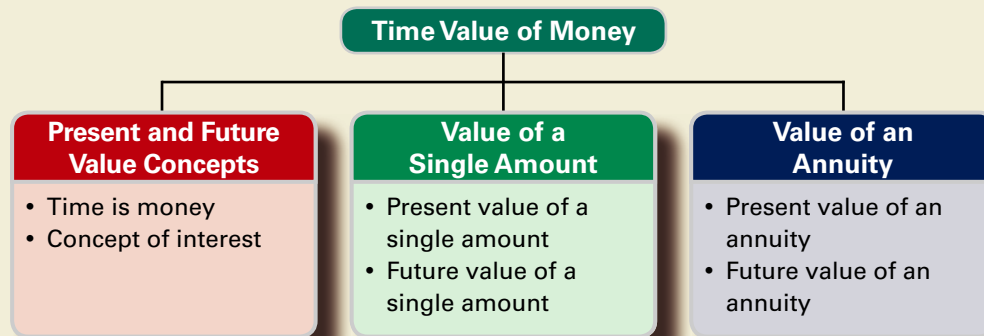 Time Value of Money
Present and Future
Value Concepts
• Time is money
• Concept of interest
Value of a
Single Amount
• Present value of a
single amount
• Future value of a
single amount
Value of an
Annuity
• Present value of an
annuity
• Future value of an
annuity